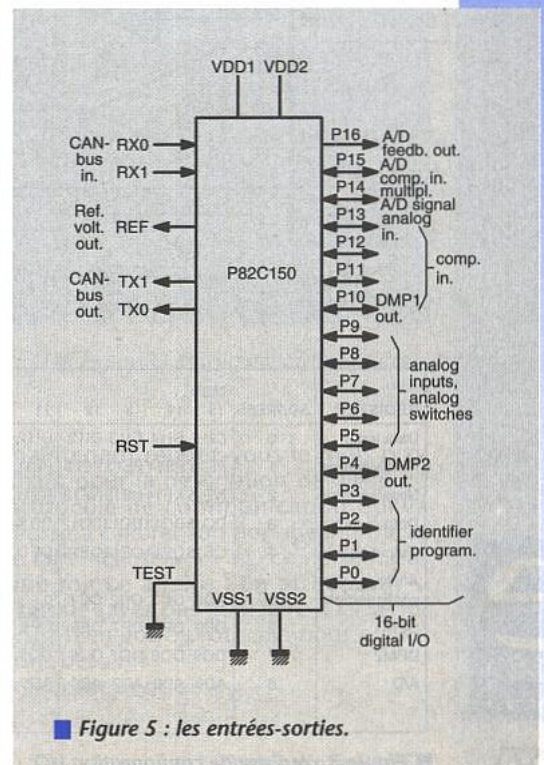 VDD1 VDD2
CAN-bus in.
RX0
RX1
Ref. volt. out.
REF
CAN-bus out.
TX1
TX0
RST
TEST
P82C150
VSS1 VSS2
P16 A/D feedb. out.
P15 A/D comp. in.
P14 multipl.
P13 A/D signal analog in.
P12
P11
P10 DMP1 out.
comp. in.
P9
P8
P7
P6
P5
analog inputs, analog switches
P4 DMP2 out.
P3
P2
P1
P0
identifier program.
16-bit digital I/O
Figure 5 : les entrées-sorties.